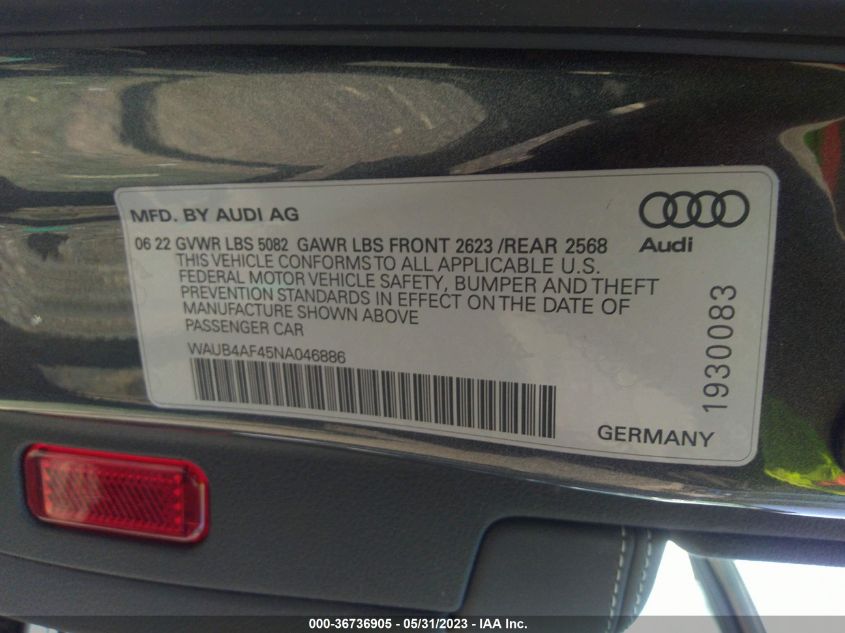 MFD. BY AUDI AG
06 22 GVWR LBS 5082 GAWR LBS FRONT 2623 /REAR 2568
THIS VEHICLE CONFORMS TO ALL APPLICABLE U.S.
FEDERAL MOTOR VEHICLE SAFETY, BUMPER AND THEFT
PREVENTION STANDARDS IN EFFECT ON THE DATE OF
MANUFACTURE SHOWN ABOVE
PASSENGER CAR
WAUB4AF45NA046886
Audi
1930083
GERMANY
000-36736905 - 05/31/2023 - IAA Inc.